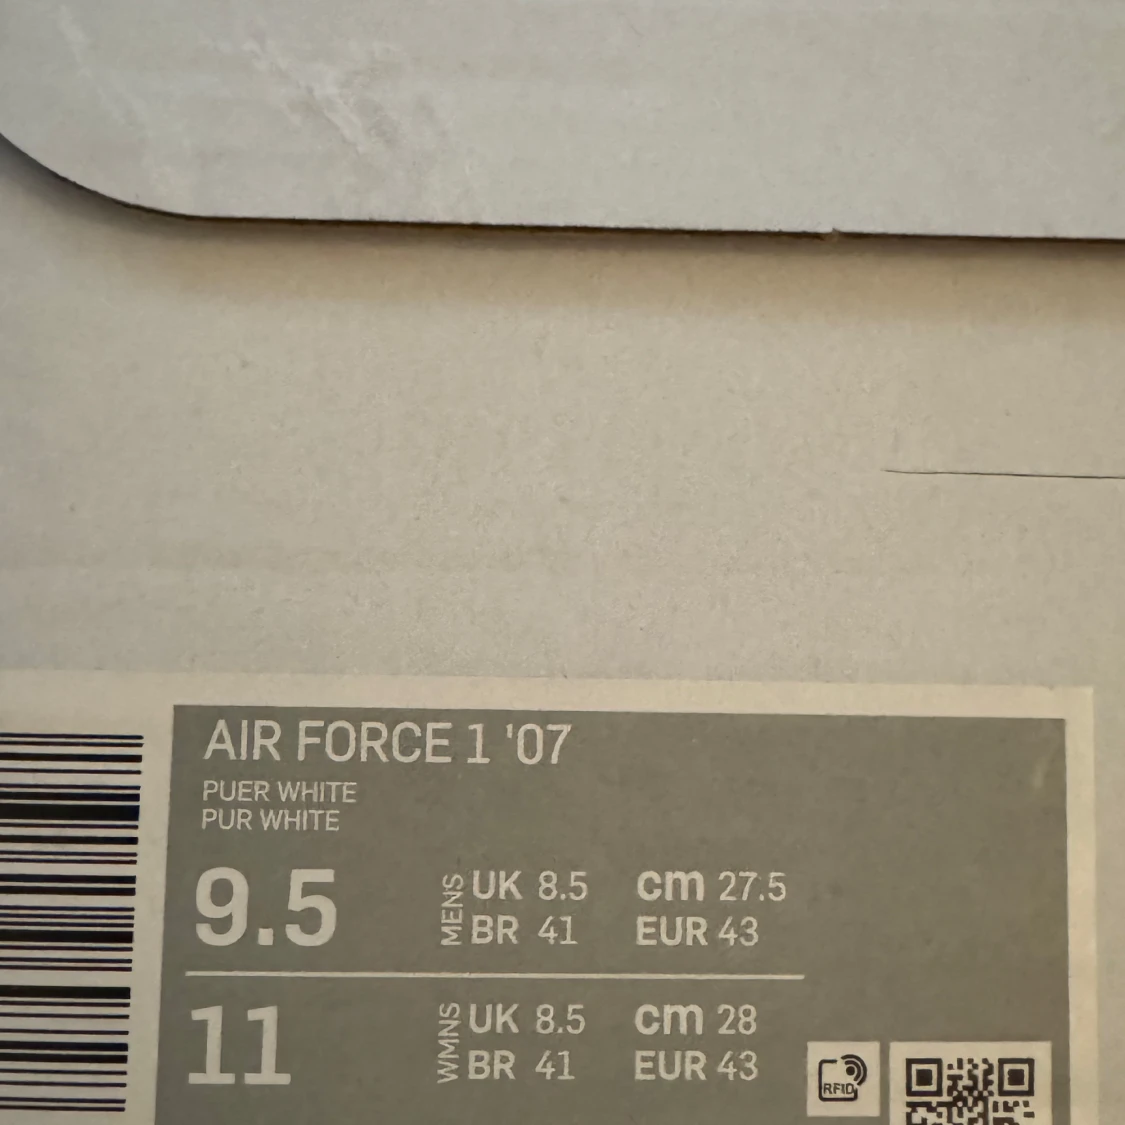 AIR FORCE 1 '07
PUER WHITE
PUR WHITE
9.5 MENS UK 8.5 cm 27.5
BR 41 EUR 43
11 WMNS UK 8.5 cm 28
BR 41 EUR 43
RFID